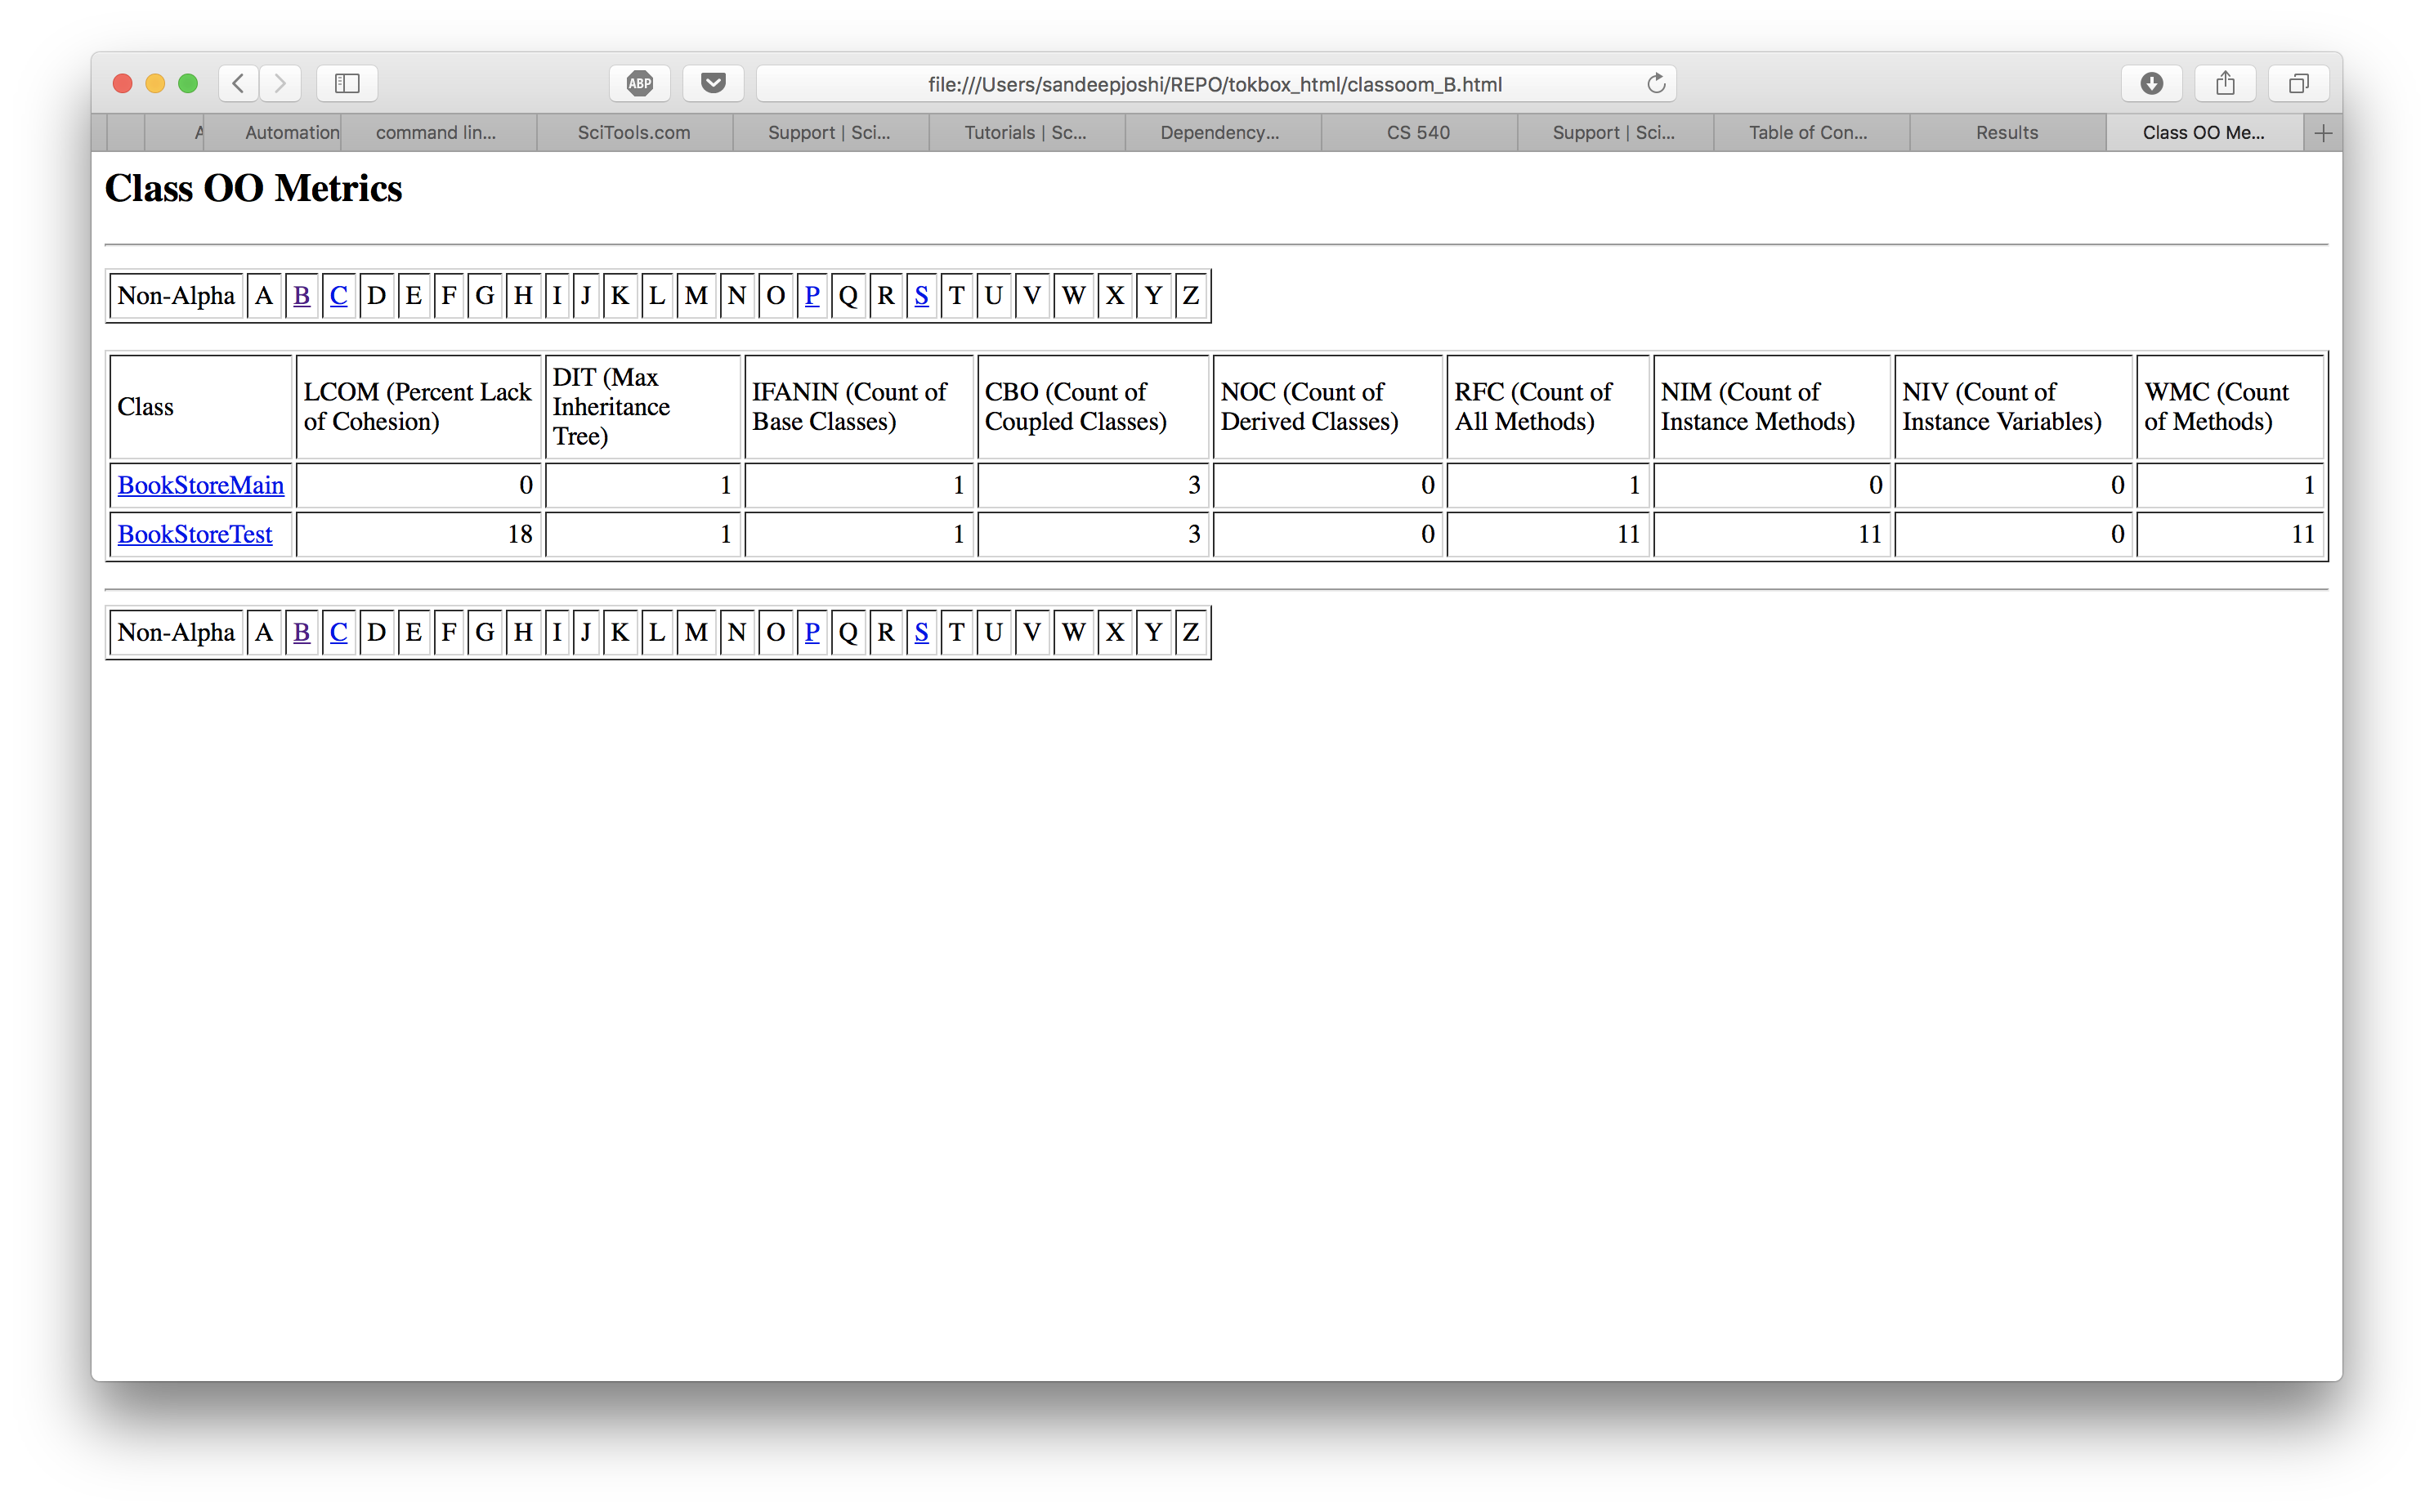 ABP
file:///Users/sandeepjoshi/REPO/tokbox_html/classoom_B.html
Automation command lin... SciTools.com Support | Sci... Tutorials | Sc... Dependency... CS 540 Support | Sci... Table of Con... Results Class OO Me...
Class OO Metrics
Non-Alpha A B C D E F G H I J K L M N O P Q R S T U V W X Y Z
Class LCOM (Percent Lack of Cohesion) DIT (Max Inheritance Tree) IFANIN (Count of Base Classes) CBO (Count of Coupled Classes) NOC (Count of Derived Classes) RFC (Count of All Methods) NIM (Count of Instance Methods) NIV (Count of Instance Variables) WMC (Count of Methods)
BookStoreMain 0 1 1 3 0 1 0 0 1
BookStoreTest 18 1 1 3 0 11 11 0 11
Non-Alpha A B C D E F G H I J K L M N O P Q R S T U V W X Y Z